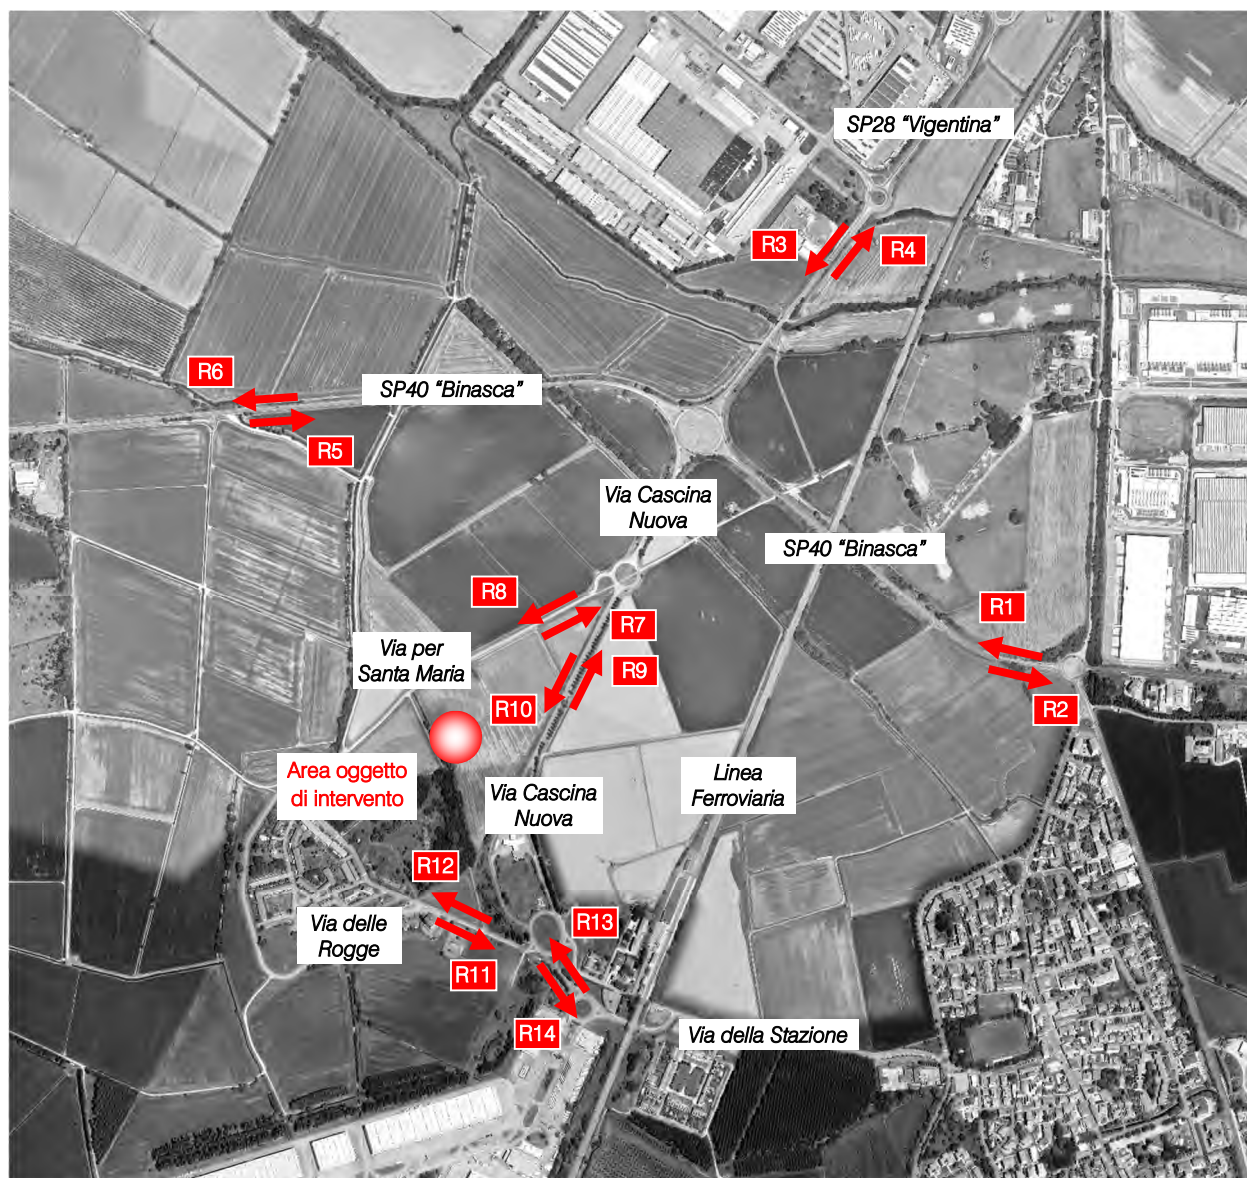 SP28 “Vigentina”
R3
R4
R6
SP40 “Binasca”
R5
Via Cascina
Nuova
SP40 “Binasca”
R8
R1
R7
Via per
Santa Maria
R9
R10
R2
Area oggetto
di intervento
Via Cascina
Nuova
Linea
Ferroviaria
R12
Via delle
Rogge
R13
R11
R14
Via della Stazione